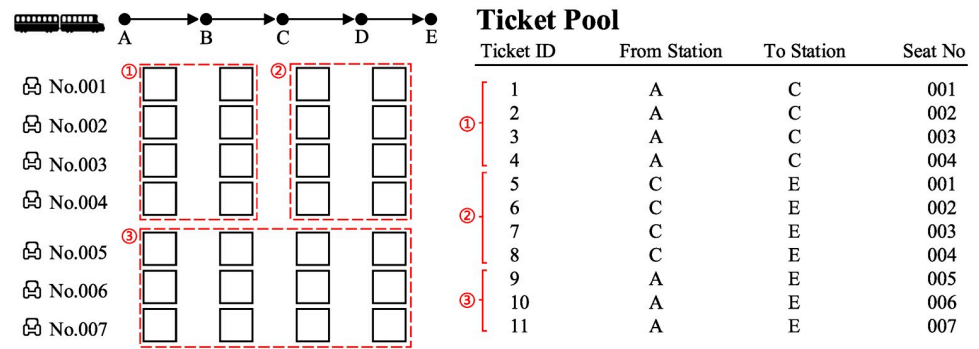 A B C D E
① ②
No.001
No.002
No.003
No.004
③
No.005
No.006
No.007
Ticket Pool
Ticket ID From Station To Station Seat No
1 A C 001
2 A C 002
①
3 A C 003
4 A C 004
5 C E 001
6 C E 002
②
7 C E 003
8 C E 004
9 A E 005
③ 10 A E 006
11 A E 007